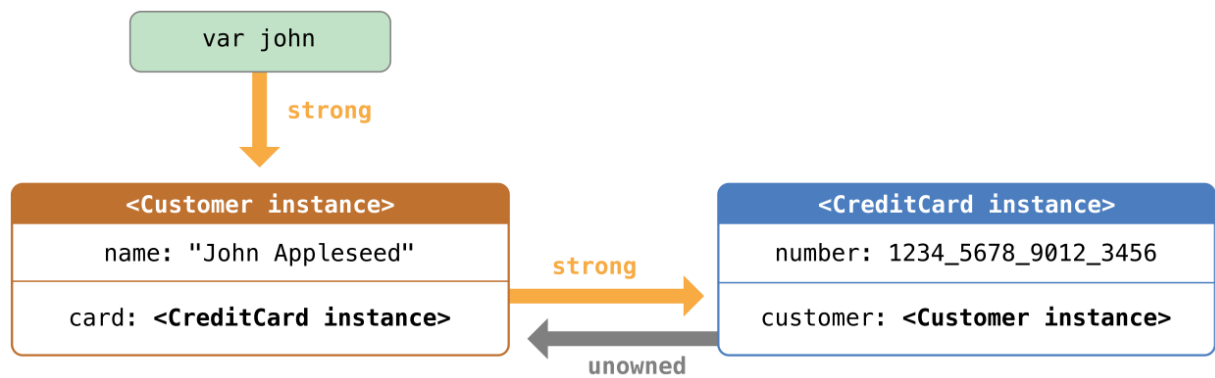 var john
strong
<Customer instance>
name: "John Appleseed"
card: <CreditCard instance>
strong
unowned
<CreditCard instance>
number: 1234_5678_9012_3456
customer: <Customer instance>